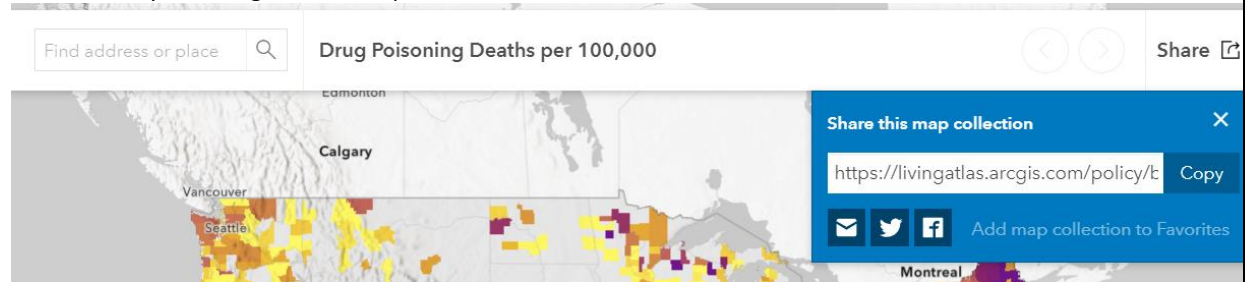 Find address or place
Drug Poisoning Deaths per 100,000
Share
Edmonton
Share this map collection
https://livingatlas.arcgis.com/policy/b
Copy
Calgary
Vancouver
Add map collection to Favorites
Seattle
Montreal